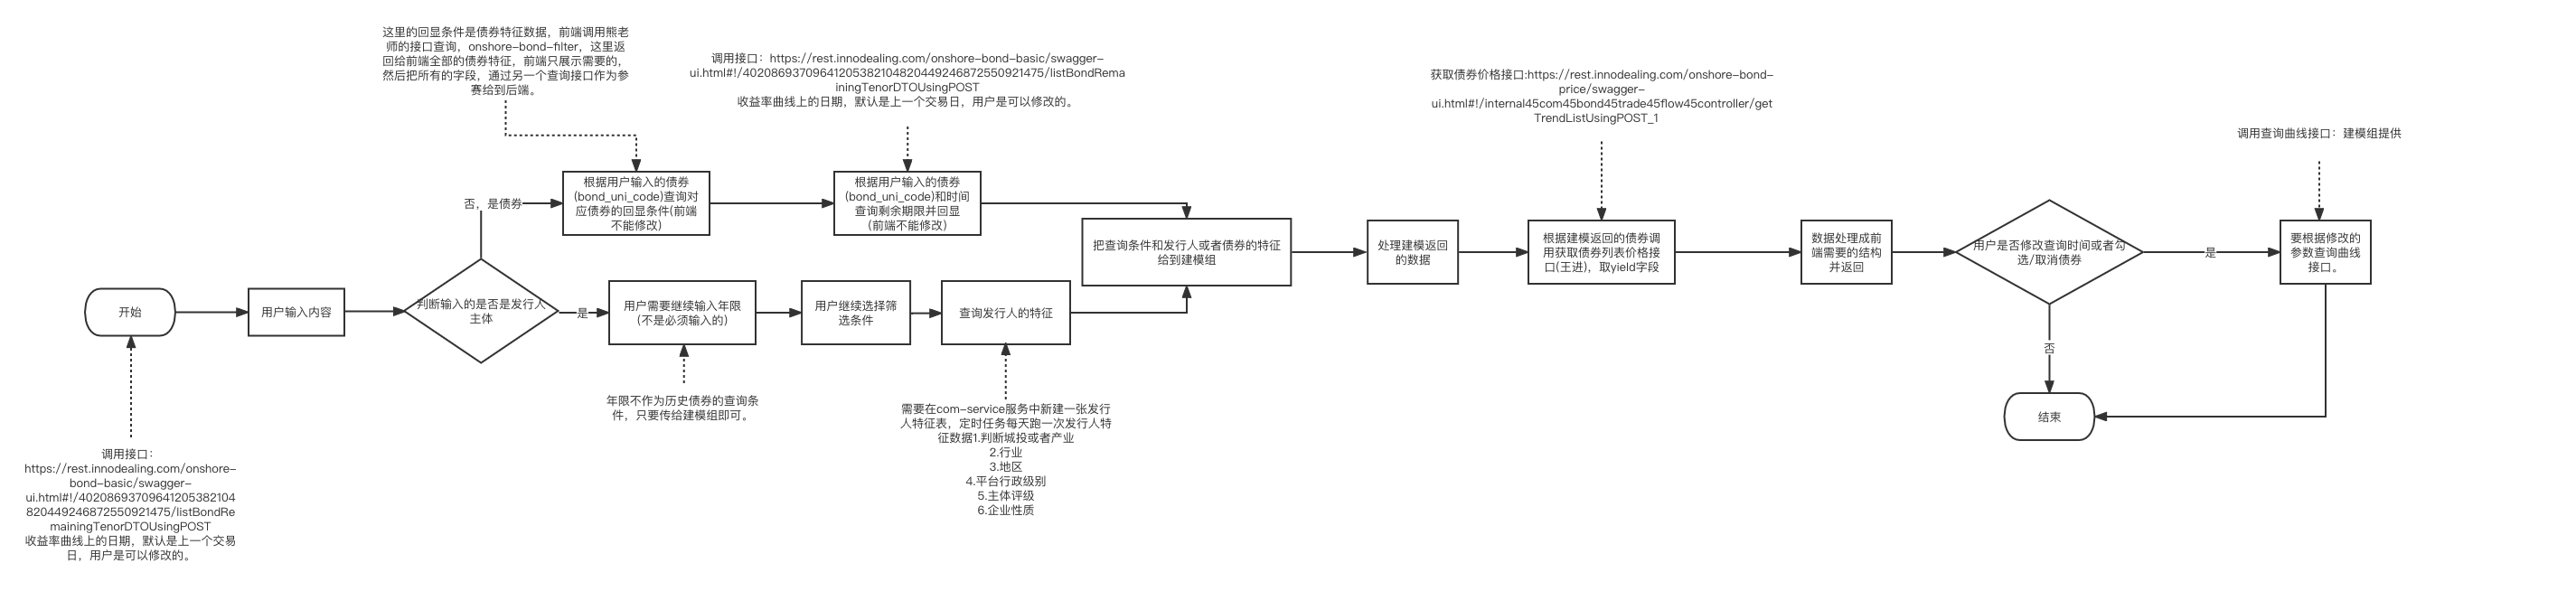 这里的回显条件是债券特征数据，前端调用熊老
师的接口查询，onshore-bond-filter，这里返
回给前端全部的债券特征，前端只展示需要的，
然后把所有的字段，通过另一个查询接口作为参
赛给到后端。
调用接口：https://rest.innodealing.com/onshore-bond-basic/swagger-
ui.html#!/40208693709641205382104820449246872550921475/listBondRema
iningTenorDTOUsingPOST
收益率曲线上的日期，默认是上一个交易日，用户是可以修改的。
获取债券价格接口:https://rest.innodealing.com/onshore-bond-
price/swagger-
ui.html#!/internal45com45bond45trade45flow45controller/get
TrendListUsingPOST_1
调用查询曲线接口：建模组提供
否，是债券
根据用户输入的债券
(bond_uni_code)查询对
应债券的回显条件(前端
不能修改)
根据用户输入的债券
(bond_uni_code)和时间
查询剩余期限并回显
(前端不能修改)
把查询条件和发行人或者债券的特征
给到建模组
处理建模返回
的数据
根据建模返回的债券调
用获取债券列表价格接
口(王进)，取yield字段
数据处理成前
端需要的结构
并返回
用户是否修改查询时间或者勾
选/取消债券
是
要根据修改的
参数查询曲线
接口。
开始
用户输入内容
判断输入的是否是发行人
主体
是
用户需要继续输入年限
(不是必须输入的)
用户继续选择筛
选条件
查询发行人的特征
否
结束
年限不作为历史债券的查询条
件，只要传给建模组即可。
需要在com-service服务中新建一张发行
人特征表，定时任务每天跑一次发行人特
征数据1.判断城投或者产业
2.行业
3.地区
4.平台行政级别
5.主体评级
6.企业性质
调用接口：
https://rest.innodealing.com/onshore-
bond-basic/swagger-
ui.html#!/40208693709641205382104
820449246872550921475/listBondRe
mainingTenorDTOUsingPOST
收益率曲线上的日期，默认是上一个交易
日，用户是可以修改的。